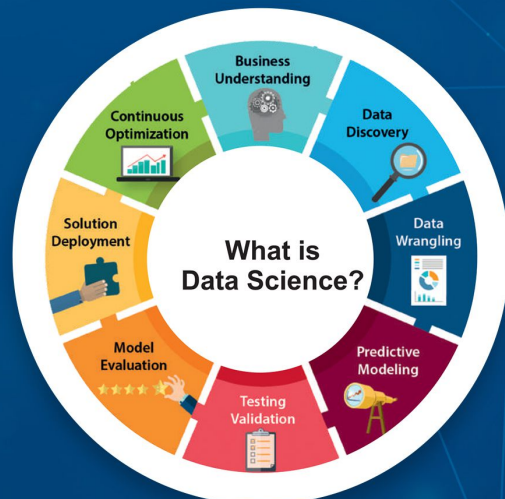 What is
Data Science?
Business
Understanding
Data
Discovery
Data
Wrangling
Predictive
Modeling
Testing
Validation
Model
Evaluation
Solution
Deployment
Continuous
Optimization